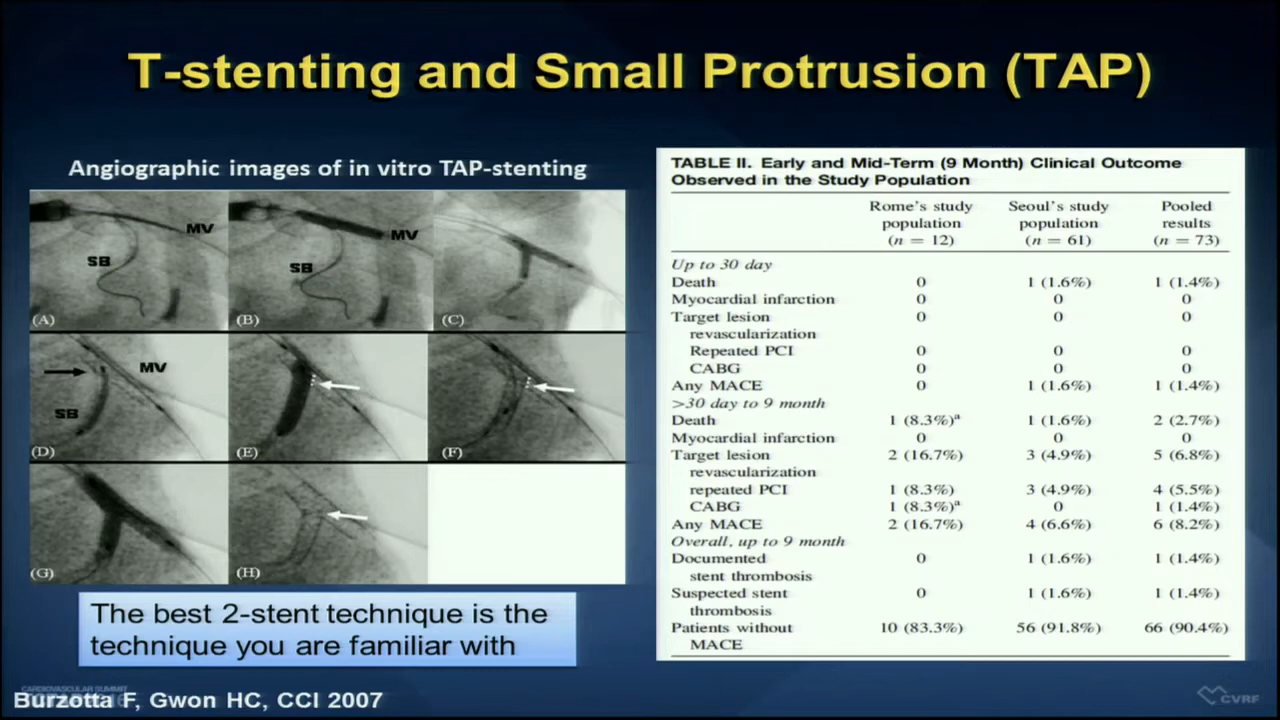 T-stenting and Small Protrusion (TAP)
Angiographic images of in vitro TAP-stenting
MV
SB
(A)
MV
SB
(B)
(C)
MV
SB
(D)
(E)
(F)
(G)
(H)
The best 2-stent technique is the
technique you are familiar with
TABLE II. Early and Mid-Term (9 Month) Clinical Outcome
Observed in the Study Population
Rome's study population (n = 12) Seoul's study population (n = 61) Pooled results (n = 73)
Up to 30 day
Death 0 1 (1.6%) 1 (1.4%)
Myocardial infarction 0 0 0
Target lesion 0 0 0
revascularization
Repeated PCI 0 0 0
CABG 0 0 0
Any MACE 0 1 (1.6%) 1 (1.4%)
>30 day to 9 month
Death 1 (8.3%)a 1 (1.6%) 2 (2.7%)
Myocardial infarction 0 0 0
Target lesion 2 (16.7%) 3 (4.9%) 5 (6.8%)
revascularization
repeated PCI 1 (8.3%) 3 (4.9%) 4 (5.5%)
CABG 1 (8.3%)a 0 1 (1.4%)
Any MACE 2 (16.7%) 4 (6.6%) 6 (8.2%)
Overall, up to 9 month
Documented 0 1 (1.6%) 1 (1.4%)
stent thrombosis
Suspected stent 0 1 (1.6%) 1 (1.4%)
thrombosis
Patients without 10 (83.3%) 56 (91.8%) 66 (90.4%)
MACE
CARDIOVASCULAR SUMMIT
Burzotta F, Gwon HC, CCI 2007
CVRF